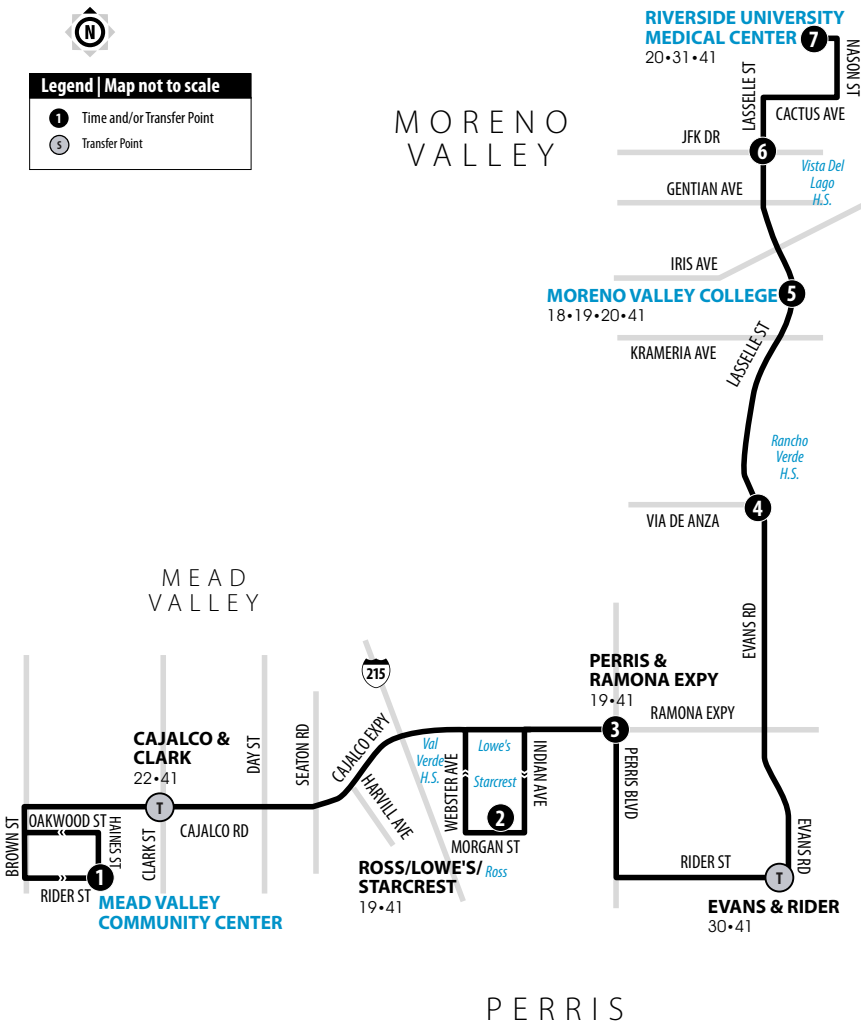 N
Legend | Map not to scale
1 Time and/or Transfer Point
S Transfer Point
MORENO
VALLEY
RIVERSIDE UNIVERSITY
MEDICAL CENTER 7
20•31•41
NASON ST
LASSELLE ST
CACTUS AVE
JFK DR
6
Vista Del
Lago
H.S.
GENTIAN AVE
IRIS AVE
MORENO VALLEY COLLEGE 5
18•19•20•41
KRAMERIA AVE
LASSELLE ST
Rancho
Verde
H.S.
4
VIA DE ANZA
MEAD
VALLEY
EVANS RD
215
PERRIS &
RAMONA EXPY
19•41
3
RAMONA EXPY
CAJALCO &
CLARK
22•41
DAY ST
SEATON RD
CAJALCO EXPY
HARVILL AVE
Val
Verde
H.S.
WEBSTER AVE
Lowe's
Starcrest
INDIAN AVE
PERRIS BLVD
2
MORGAN ST
T
BROWN ST
OAKWOOD ST
HAINES ST
CLARK ST
CAJALCO RD
EVANS RD
RIDER ST
1
RIDER ST
MEAD VALLEY
COMMUNITY CENTER
ROSS/LOWE'S/
STARCREST
19•41
Ross
T
EVANS & RIDER
30•41
PERRIS